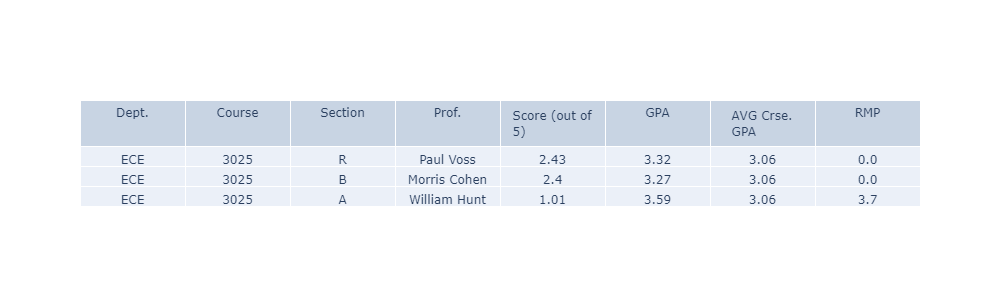 Dept. Course Section Prof. Score (out of 5) GPA AVG Crse. GPA RMP
ECE 3025 R Paul Voss 2.43 3.32 3.06 0.0
ECE 3025 B Morris Cohen 2.4 3.27 3.06 0.0
ECE 3025 A William Hunt 1.01 3.59 3.06 3.7